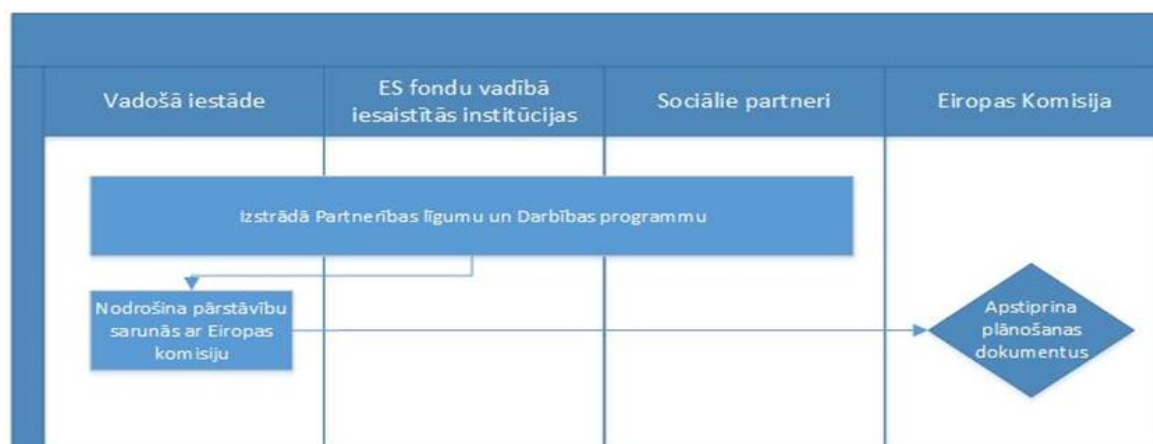 Vadošā iestāde
ES fondu vadībā
iesaistītās institūcijas
Sociālie partneri
Eiropas Komisija
Izstrādā Partnerības līgumu un Darbības programmu
Nodrošina pārstāvību
sarunās ar Eiropas
komisiju
Apstiprina
plānošanas
dokumentus